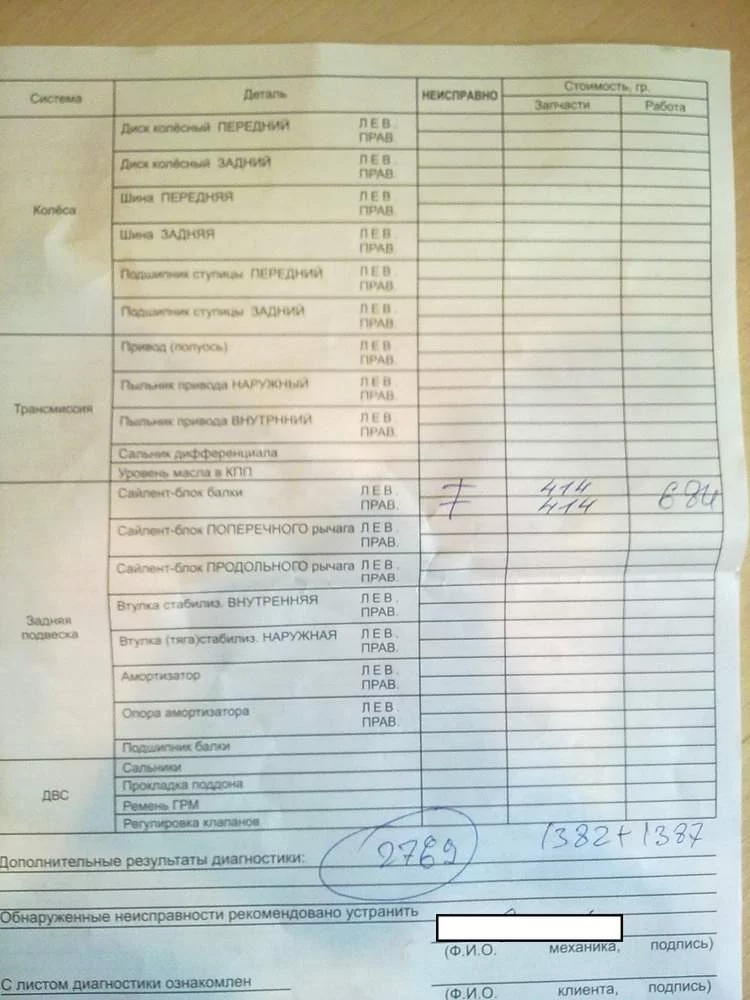 Система Деталь НЕИСПРАВНО Стоимость, гр.
Запчасти Работа
Колёса
Диск колёсный ПЕРЕДНИЙ ЛЕВ.
ПРАВ.
Диск колёсный ЗАДНИЙ ЛЕВ.
ПРАВ.
Шина ПЕРЕДНЯЯ ЛЕВ
ПРАВ.
Шина ЗАДНЯЯ ЛЕВ
ПРАВ.
Подшипник ступицы ПЕРЕДНИЙ ЛЕВ.
ПРАВ.
Подшипник ступицы ЗАДНИЙ ЛЕВ.
ПРАВ.
Трансмиссия
Привод (полуось) ЛЕВ.
ПРАВ.
Пыльник привода НАРУЖНЫЙ ЛЕВ.
ПРАВ.
Пыльник привода ВНУТРННИЙ ЛЕВ.
ПРАВ.
Сальник дифференциала
Уровень масла в КПП
Задняя
подвеска
Сайлент-блок балки ЛЕВ. 414 684
ПРАВ. 414
Сайлент-блок ПОПЕРЕЧНОГО рычага ЛЕВ.
ПРАВ.
Сайлент-блок ПРОДОЛЬНОГО рычага ЛЕВ.
ПРАВ.
Втулка стабилиз. ВНУТРЕННЯЯ ЛЕВ.
ПРАВ.
Втулка (тяга)стабилиз. НАРУЖНАЯ ЛЕВ.
ПРАВ.
Амортизатор ЛЕВ.
ПРАВ.
Опора амортизатора ЛЕВ.
ПРАВ.
Подшипник балки
ДВС
Сальники
Прокладка поддона
Ремень ГРМ
Регулировка клапанов
Дополнительные результаты диагностики: 2769 1382+1387
Обнаруженные неисправности рекомендовано устранить
(Ф.И.О. механика, подпись)
С листом диагностики ознакомлен
(Ф.И.О. клиента, подпись)